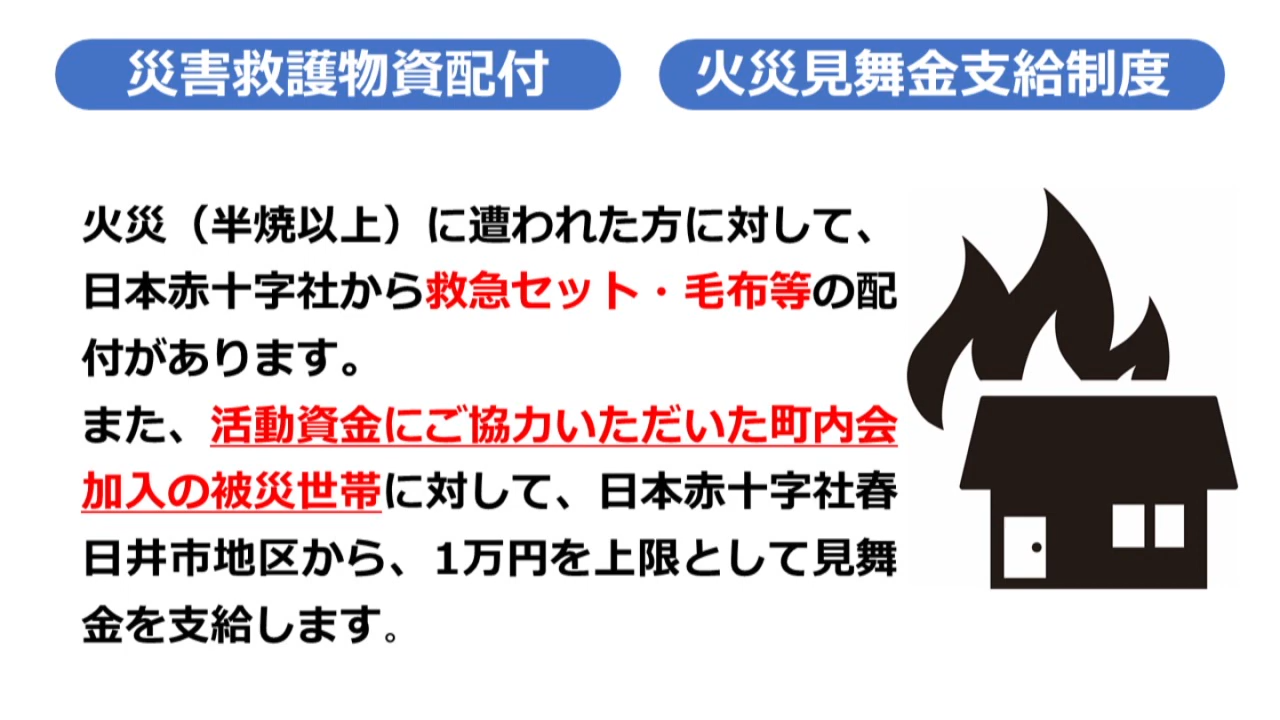 災害救護物資配付
火災見舞金支給制度
火災（半焼以上）に遭われた方に対して、
日本赤十字社から救急セット・毛布等の配
付があります。
また、活動資金にご協力いただいた町内会
加入の被災世帯に対して、日本赤十字社春
日井市地区から、1万円を上限として見舞
金を支給します。